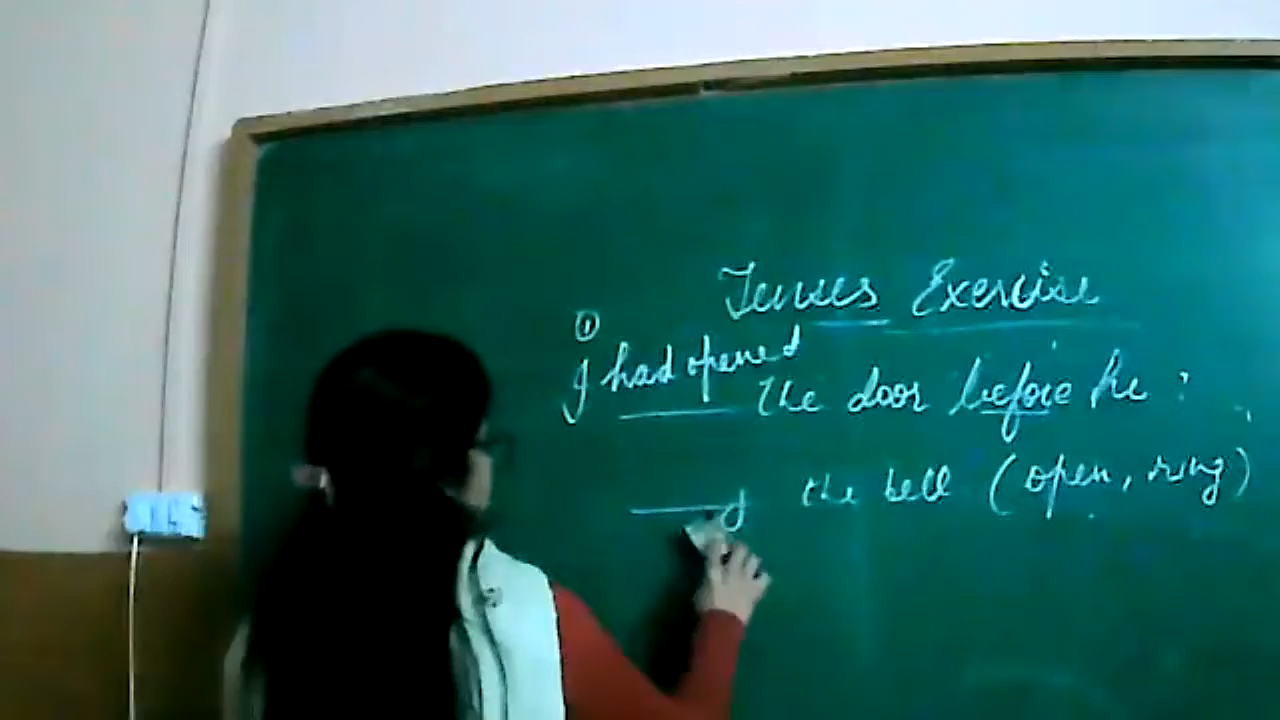 Tenses Exercise
①
I had opened the door before he
the bell (open, ring)